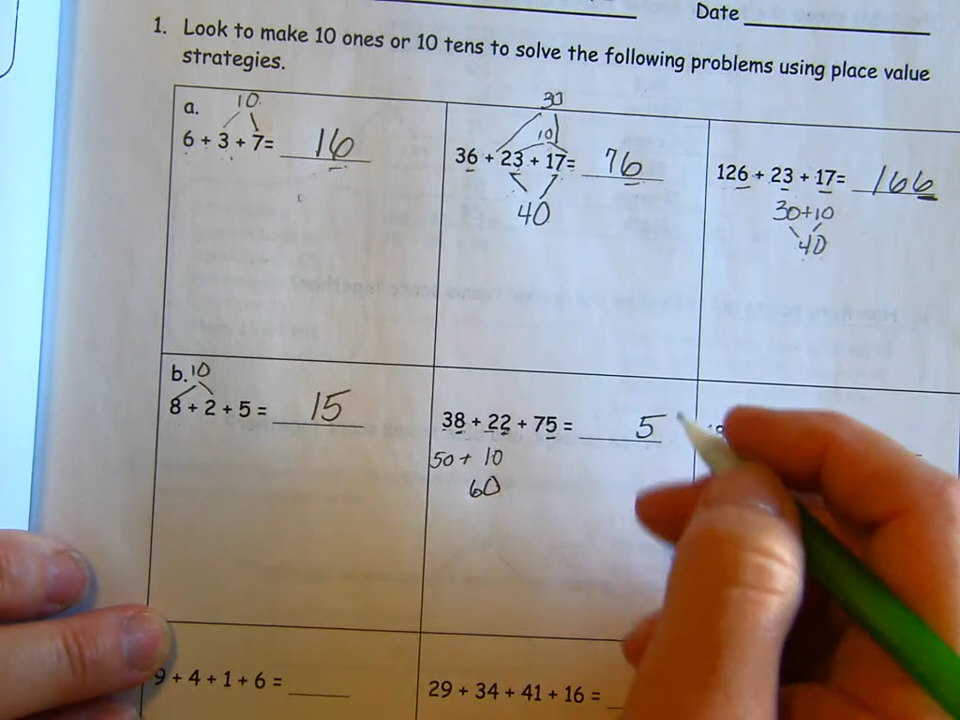 Date
1. Look to make 10 ones or 10 tens to solve the following problems using place value
strategies.
a.
10
6 + 3 + 7= 16
30
10
36 + 23 + 17= 76
40
126 + 23 + 17= 166
30+10
40
b. 10
8 + 2 + 5 = 15
38 + 22 + 75 = 5
50 + 10
60
9 + 4 + 1 + 6 =
29 + 34 + 41 + 16 =